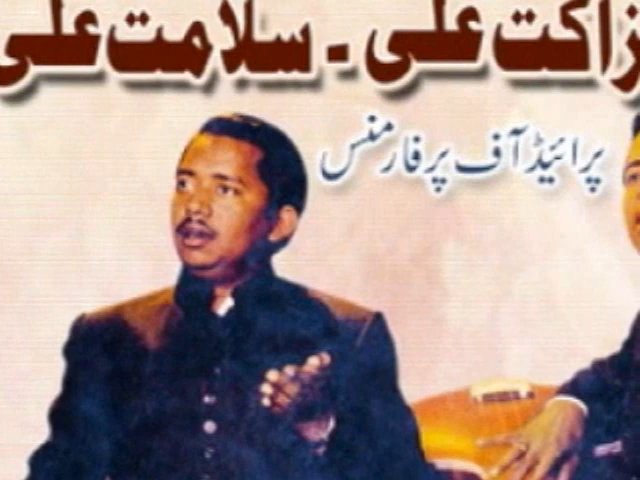 نزاکت علی - سلامت علی
پرائیڈ آف پرفارمنس